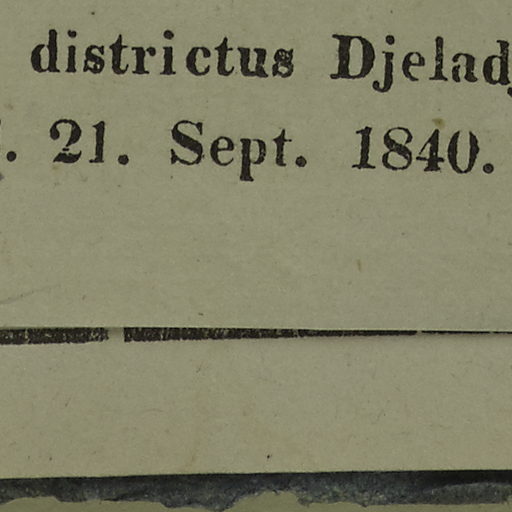 districtus Djelad
21. Sept. 1840.